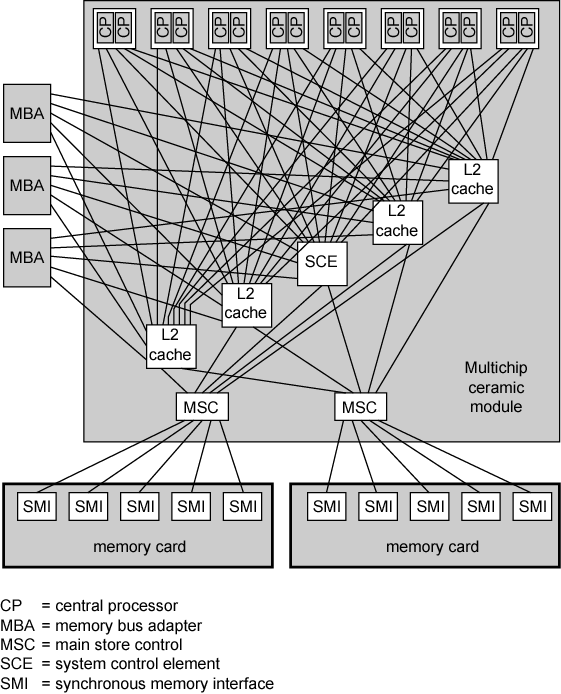 CP CP CP CP CP CP CP CP CP CP CP CP CP CP CP CP
MBA
L2
cache
MBA
L2
cache
MBA
SCE
L2
cache
L2
cache
Multichip
ceramic
module
MSC MSC
SMI SMI SMI SMI SMI SMI SMI SMI SMI SMI
memory card memory card
CP = central processor
MBA = memory bus adapter
MSC = main store control
SCE = system control element
SMI = synchronous memory interface